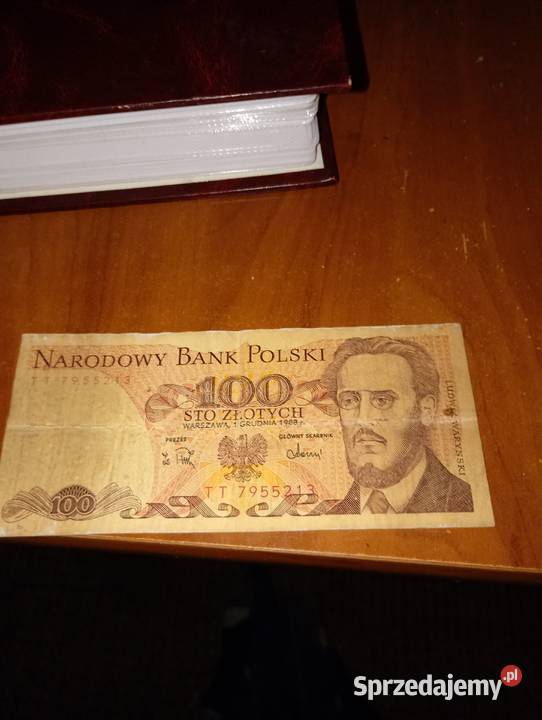 NARODOWY BANK POLSKI
TT 7955213
100
STO ZŁOTYCH
WARSZAWA, 1 GRUDNIA 1988 r.
PREZES
GŁÓWNY SKARBNIK
LUDWIK WARYŃSKI
TT 7955213
100
Sprzedajemy.pl